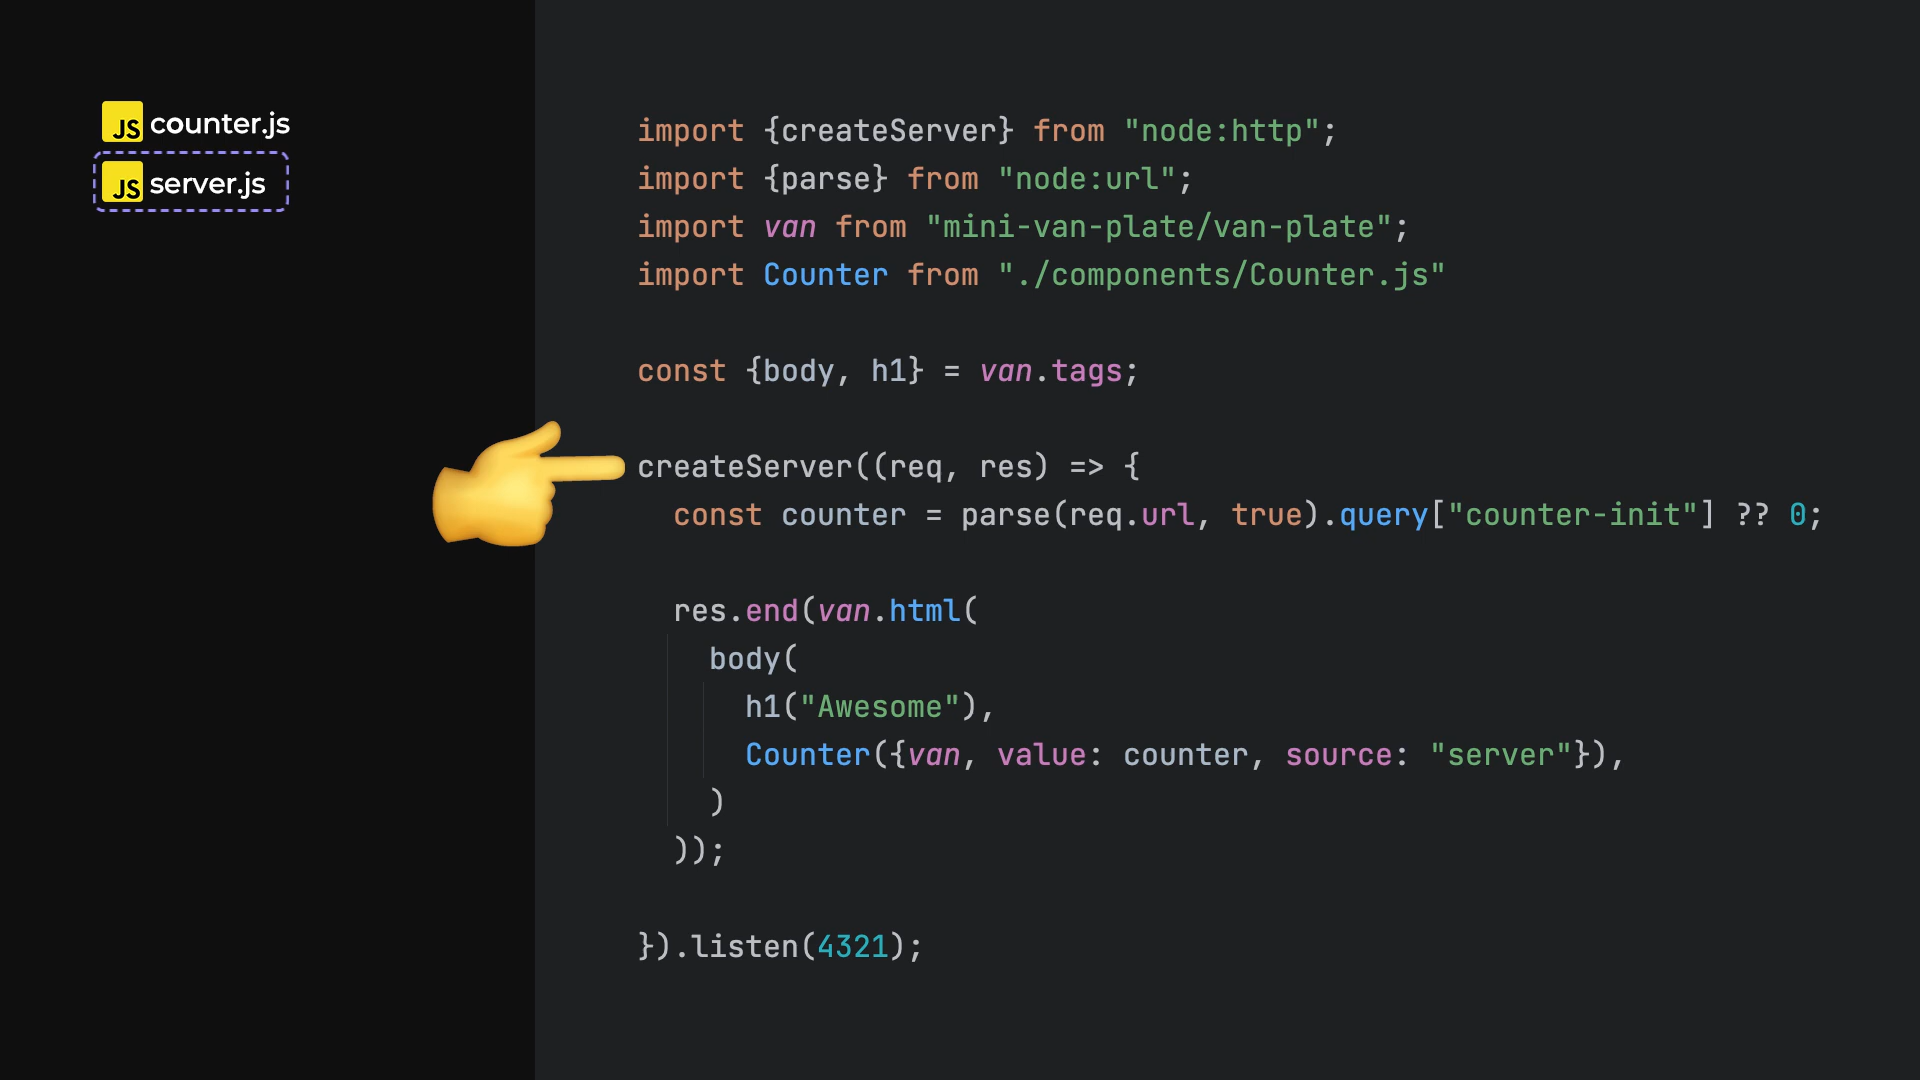 JS counter.js
JS server.js
import {createServer} from "node:http";
import {parse} from "node:url";
import van from "mini-van-plate/van-plate";
import Counter from "./components/Counter.js"
const {body, h1} = van.tags;
createServer((req, res) => {
const counter = parse(req.url, true).query["counter-init"] ?? 0;
res.end(van.html(
body(
h1("Awesome"),
Counter({van, value: counter, source: "server"}),
)
));
}).listen(4321);